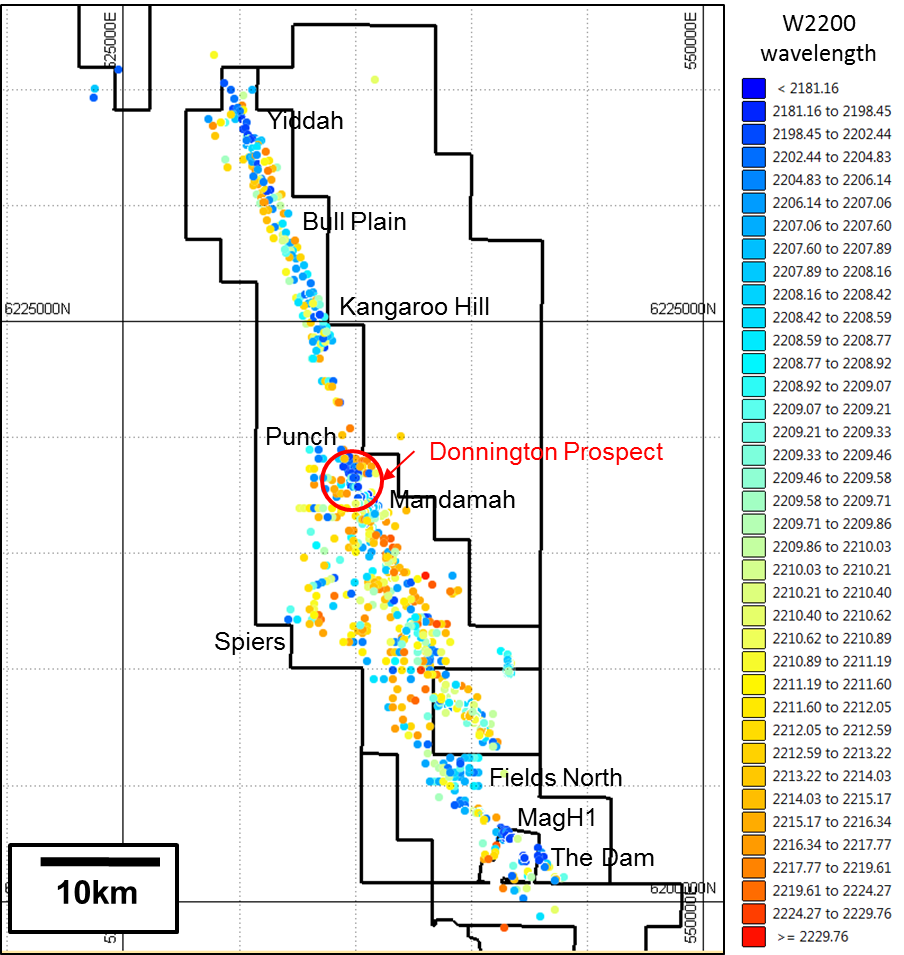 525000E
550000E
Yiddah
Bull Plain
6225000N
6225000N
Kangaroo Hill
Punch
Donnington Prospect
Mandamah
Spiers
Fields North
MagH1
The Dam
6200000N
550000E
10km
W2200
wavelength
< 2181.16
2181.16 to 2198.45
2198.45 to 2202.44
2202.44 to 2204.83
2204.83 to 2206.14
2206.14 to 2207.06
2207.06 to 2207.60
2207.60 to 2207.89
2207.89 to 2208.16
2208.16 to 2208.42
2208.42 to 2208.59
2208.59 to 2208.77
2208.77 to 2208.92
2208.92 to 2209.07
2209.07 to 2209.21
2209.21 to 2209.33
2209.33 to 2209.46
2209.46 to 2209.58
2209.58 to 2209.71
2209.71 to 2209.86
2209.86 to 2210.03
2210.03 to 2210.21
2210.21 to 2210.40
2210.40 to 2210.62
2210.62 to 2210.89
2210.89 to 2211.19
2211.19 to 2211.60
2211.60 to 2212.05
2212.05 to 2212.59
2212.59 to 2213.22
2213.22 to 2214.03
2214.03 to 2215.17
2215.17 to 2216.34
2216.34 to 2217.77
2217.77 to 2219.61
2219.61 to 2224.27
2224.27 to 2229.76
>= 2229.76